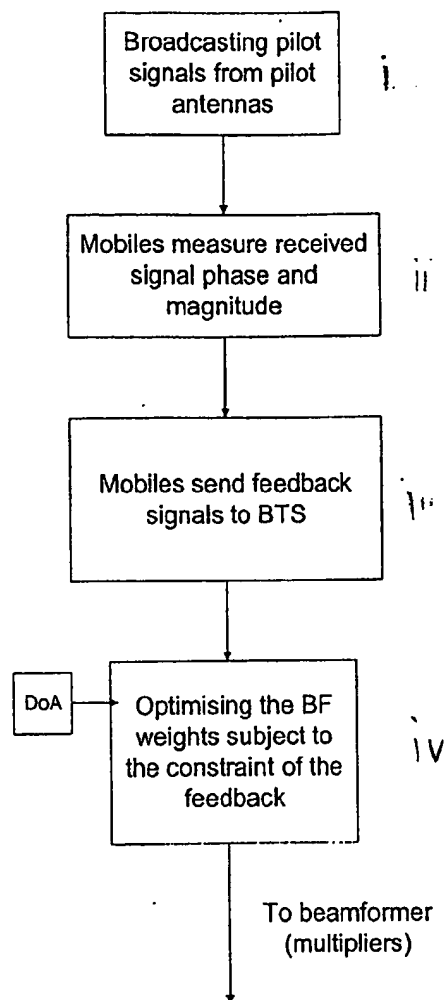 Broadcasting pilot
signals from pilot
antennas
i
Mobiles measure received
signal phase and
magnitude
ii
Mobiles send feedback
signals to BTS
iii
DoA
Optimising the BF
weights subject to
the constraint of the
feedback
iv
To beamformer
(multipliers)